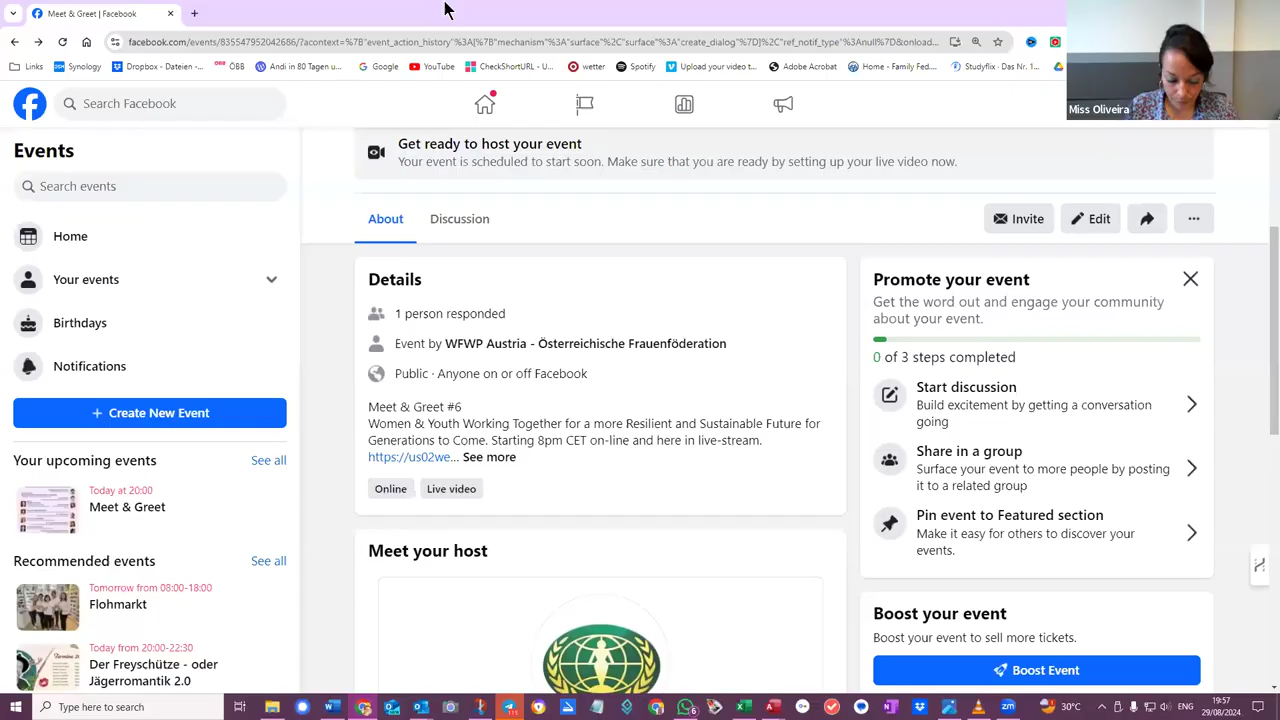 Meet & Greet | Facebook
facebook.com/events/835547952042686/?acontext=%7B"event_action_history"%3A[%7B"mechanism"%3A"surface"%2C"surface"%3A"create_dialog"%7D]%2C"ref_notif_type"%3Anull%7D&onload...
Links
Synology
Dropbox - Dateien -...
ÖBB
Andi in 80 Tagen u...
Google
YouTube
CheckShortURL - U...
wetter
Spotify
Upload your video t...
Adobe Acrobat
Home - Family Fed...
Studyflix - Das Nr. 1...
Miss Oliveira
Search Facebook
Events
Search events
Home
Your events
Birthdays
Notifications
+ Create New Event
Your upcoming events
See all
Today at 20:00
Meet & Greet
Recommended events
See all
Tomorrow from 08:00-18:00
Flohmarkt
Today from 20:00-22:30
Der Freyschütze - oder
Jägerromantik 2.0
Get ready to host your event
Your event is scheduled to start soon. Make sure that you are ready by setting up your live video now.
About
Discussion
Invite
Edit
Details
1 person responded
Event by WFWP Austria - Österreichische Frauenföderation
Public · Anyone on or off Facebook
Meet & Greet #6
Women & Youth Working Together for a more Resilient and Sustainable Future for
Generations to Come. Starting 8pm CET on-line and here in live-stream.
https://us02we... See more
Online
Live video
Meet your host
Promote your event
Get the word out and engage your community
about your event.
0 of 3 steps completed
Start discussion
Build excitement by getting a conversation
going
Share in a group
Surface your event to more people by posting
it to a related group
Pin event to Featured section
Make it easy for others to discover your
events.
Boost your event
Boost your event to sell more tickets.
Boost Event
Type here to search
30°C
ENG
19:57
29/08/2024